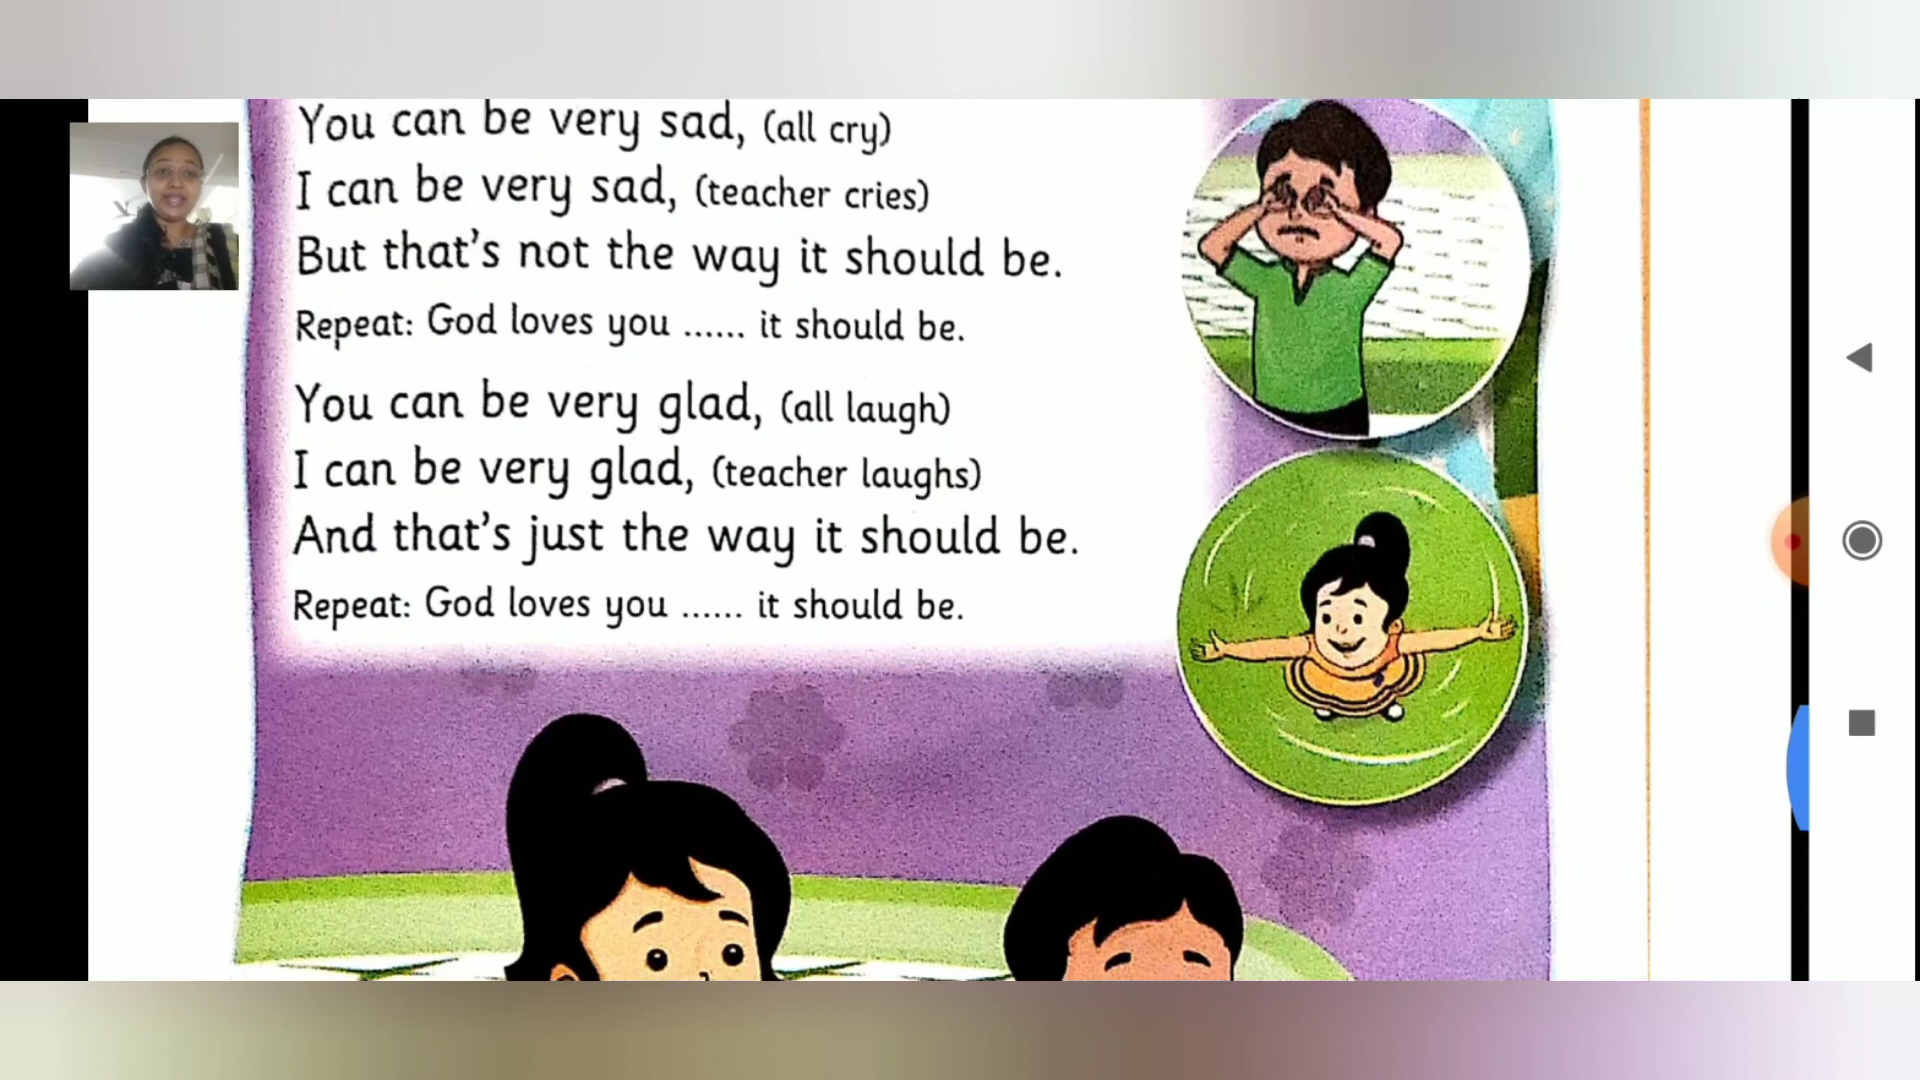 You can be very sad, (all cry)
I can be very sad, (teacher cries)
But that's not the way it should be.
Repeat: God loves you ...... it should be.
You can be very glad, (all laugh)
I can be very glad, (teacher laughs)
And that's just the way it should be.
Repeat: God loves you ...... it should be.